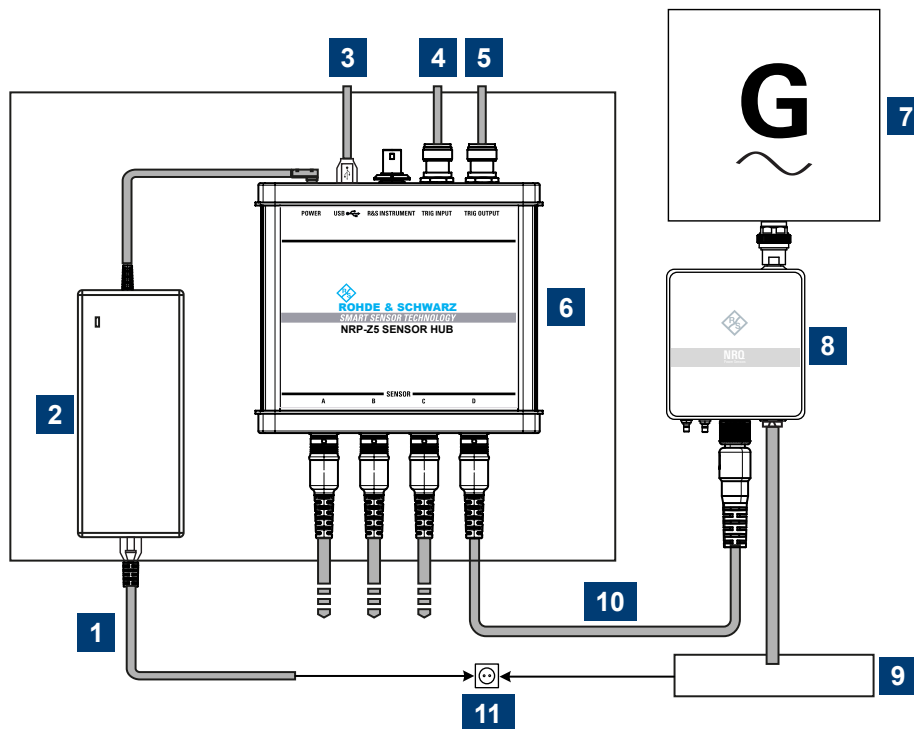 3
4
5
G
7
POWER USB R&S INSTRUMENT TRIG INPUT TRIG OUTPUT
R S
ROHDE & SCHWARZ
SMART SENSOR TECHNOLOGY
NRP-Z5 SENSOR HUB
6
R S
NRQ
8
2
SENSOR
A B C D
10
1
9
11